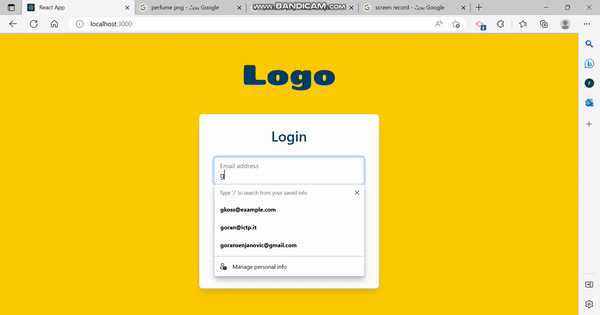 React App
perfume png - بحث Google
www.BANDICAM.com
screen record - بحث Google
localhost:3000
Logo
Login
Email address
g
Type '/' to search from your saved info
gkoss@example.com
goran@ictp.it
goransenjanovic@gmail.com
Manage personal info